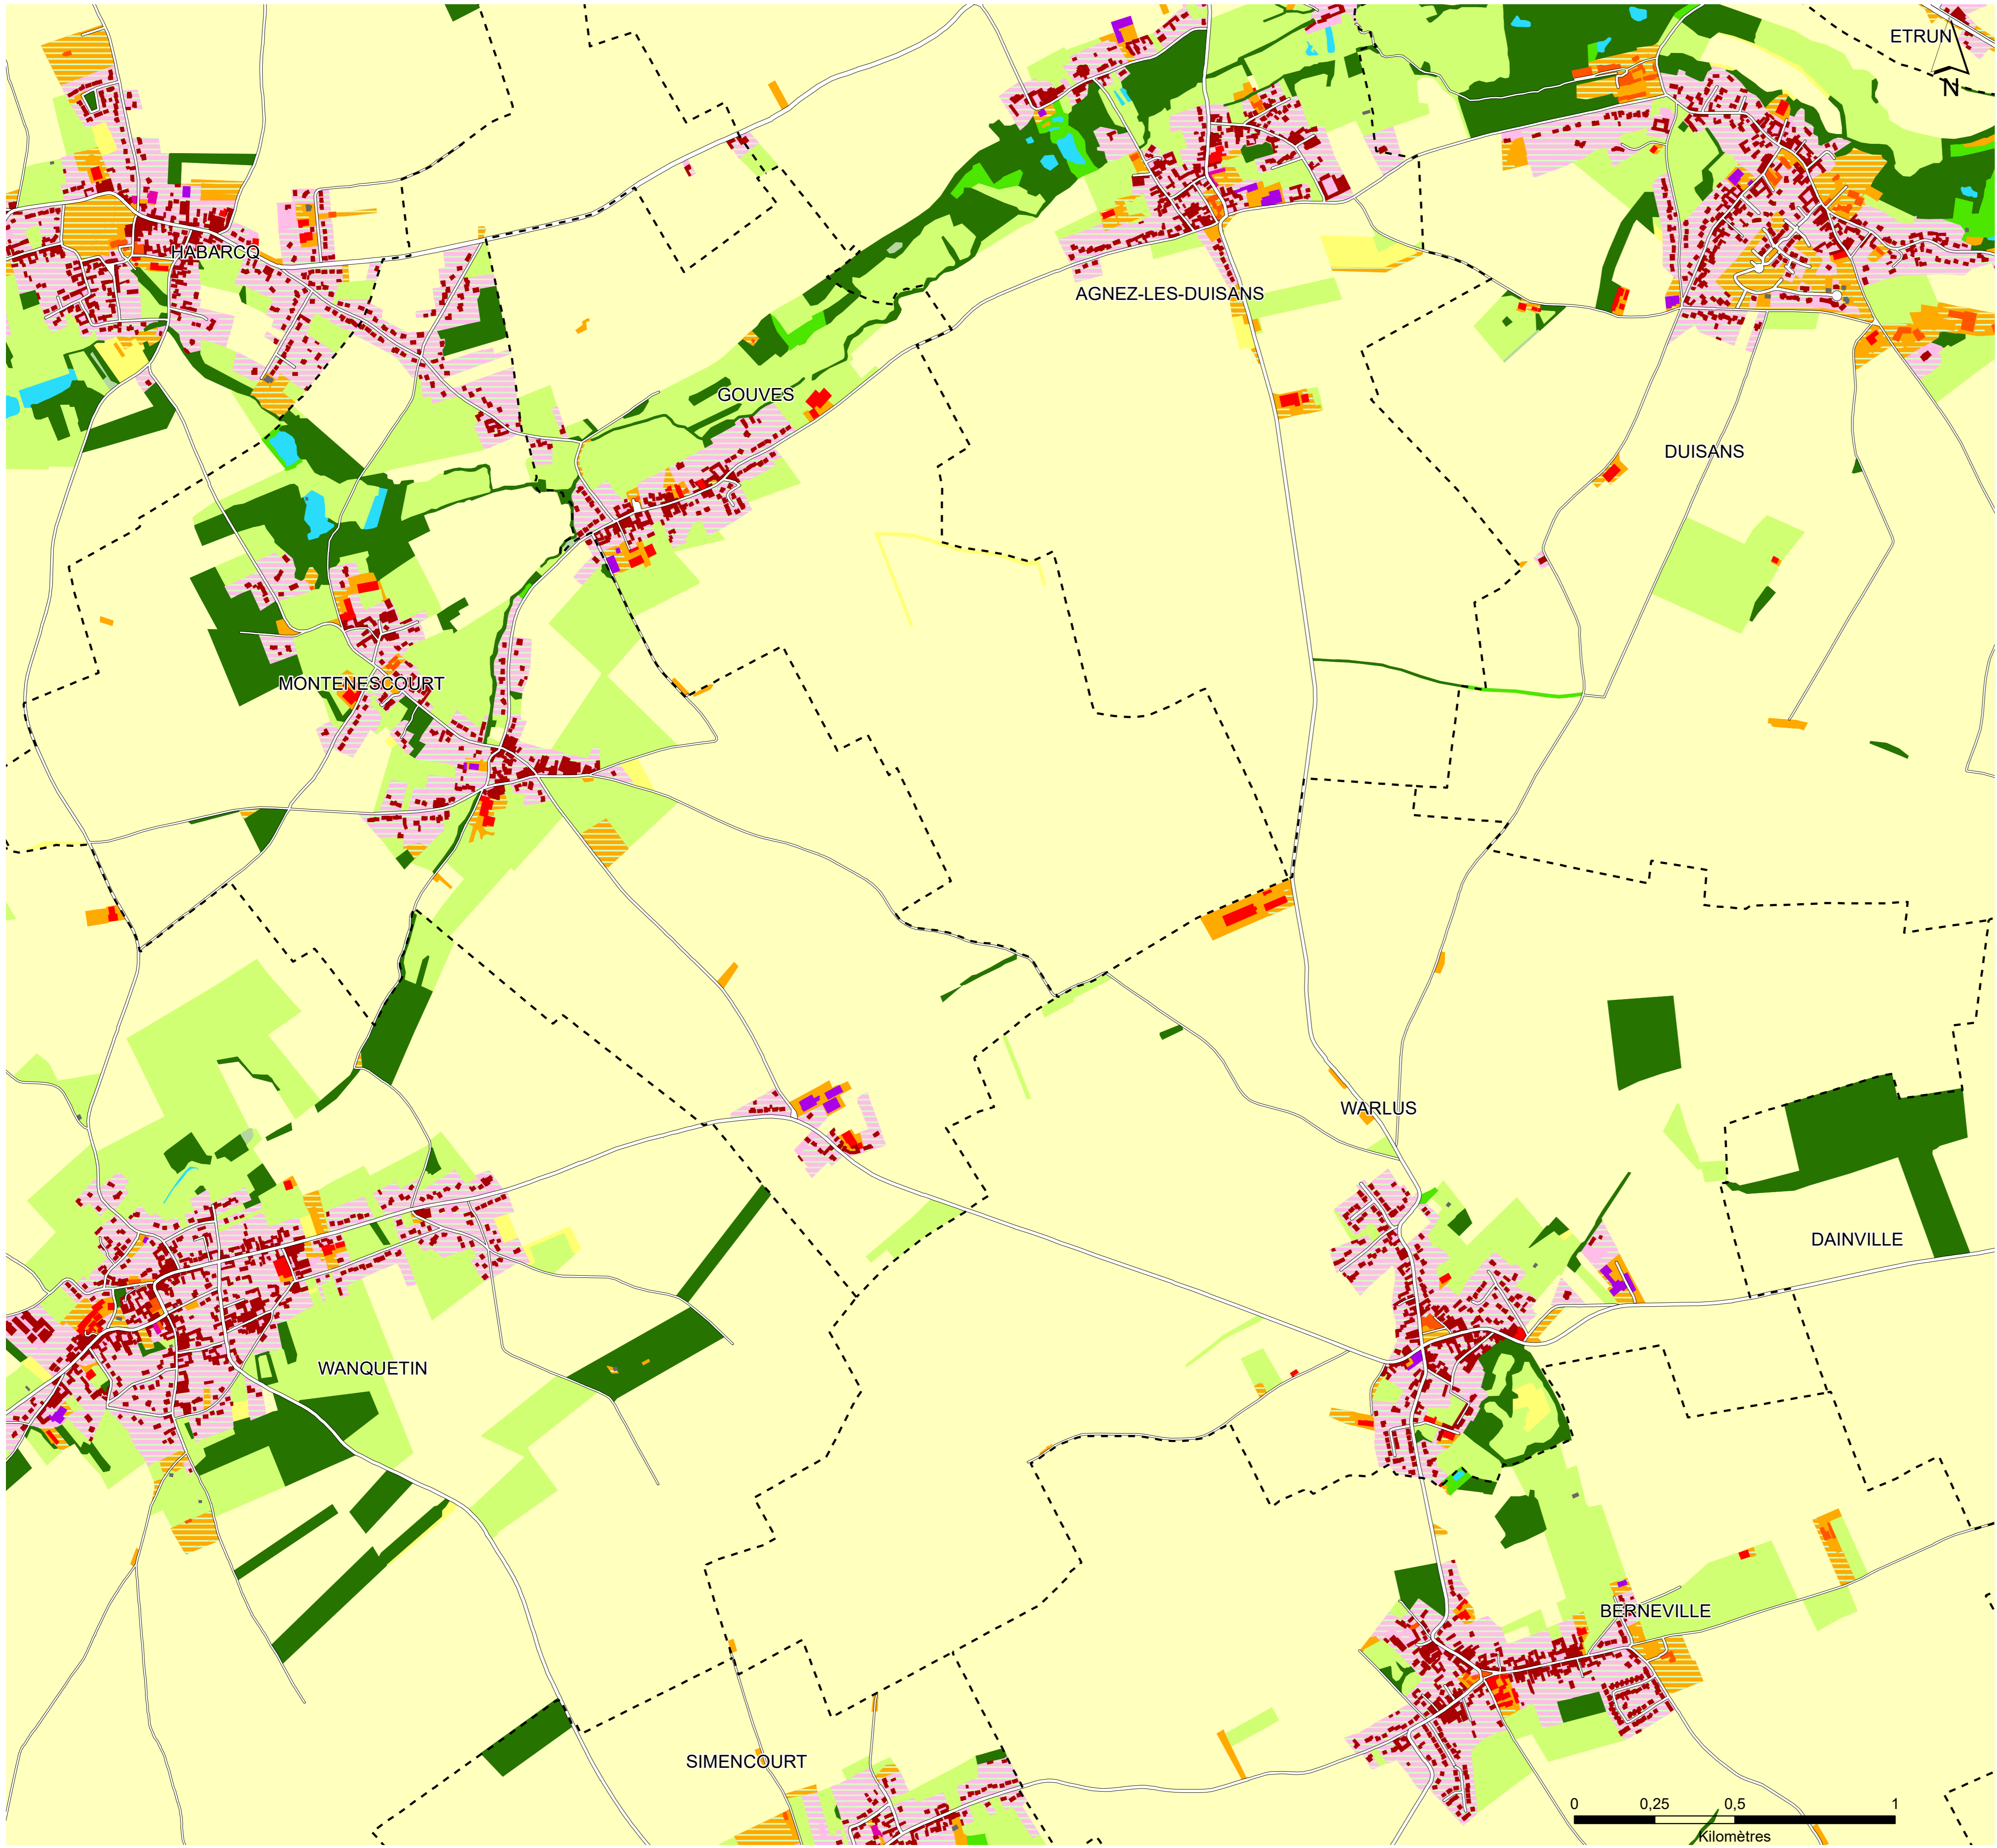 ETRUN
N
HABARCQ
AGNEZ-LES-DUISANS
GOUVES
DUISANS
MONTENESCOURT
WARLUS
DAINVILLE
WANQUETIN
BERNEVILLE
SIMENCOURT
0 0,25 0,5 1
Kilomètres